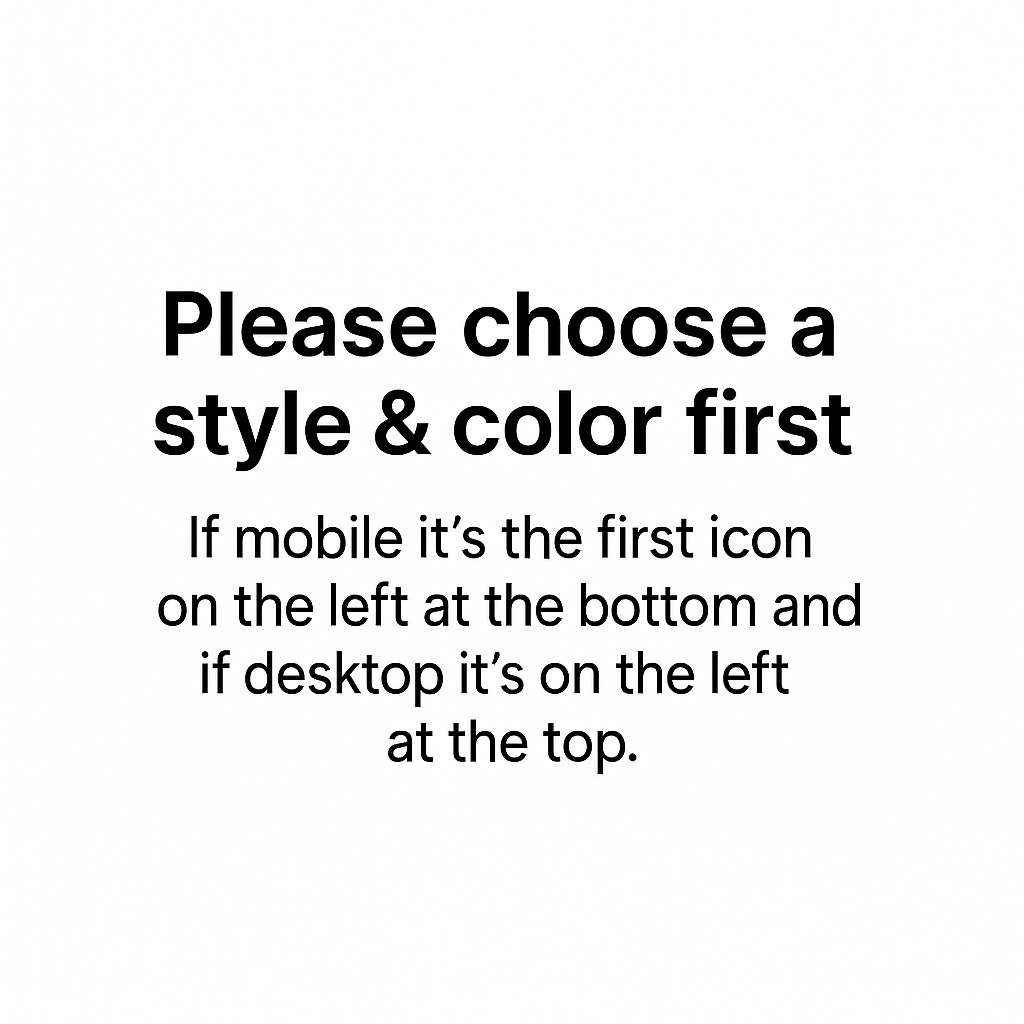 Please choose a
style & color first
If mobile it’s the first icon
on the left at the bottom and
if desktop it’s on the left
at the top.